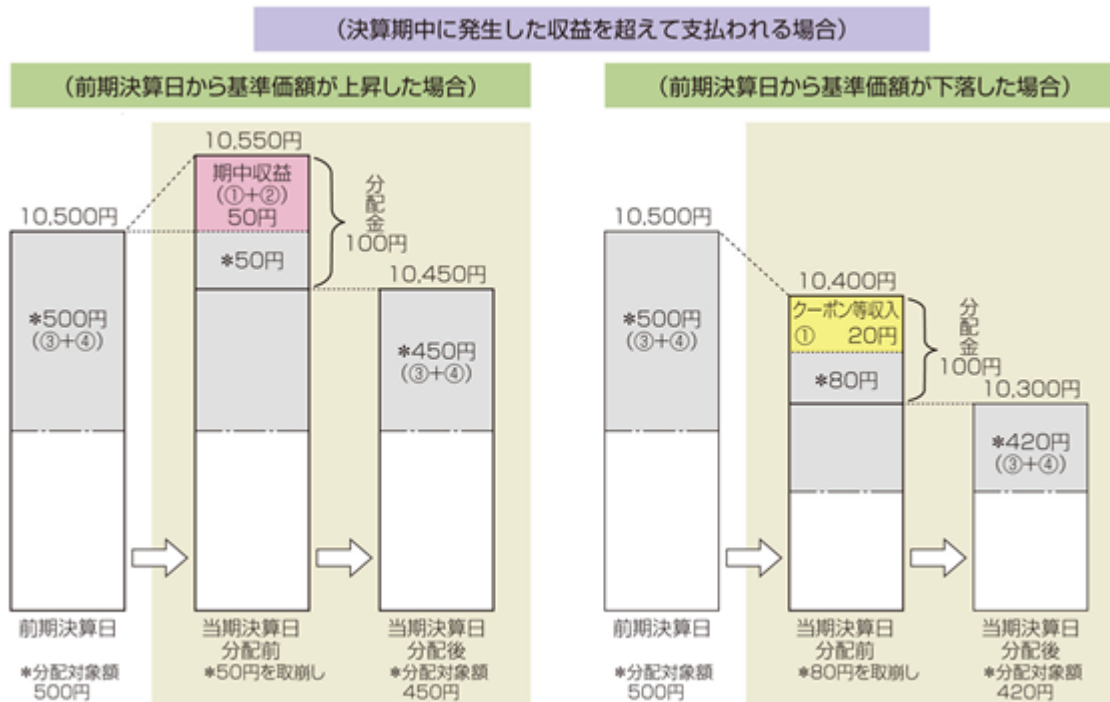 (決算期中に発生した収益を超えて支払われる場合)
(前期決算日から基準価額が上昇した場合)
10,500円
*500円
(③+④)
10,550円
期中収益
(①+②)
50円
*50円
分配金
100円
10,450円
*450円
(③+④)
前期決算日
*分配対象額
500円
当期決算日
分配前
*50円を取崩し
当期決算日
分配後
*分配対象額
450円
(前期決算日から基準価額が下落した場合)
10,500円
*500円
(③+④)
10,400円
クーポン等収入
① 20円
*80円
分配金
100円
10,300円
*420円
(③+④)
前期決算日
*分配対象額
500円
当期決算日
分配前
*80円を取崩し
当期決算日
分配後
*分配対象額
420円